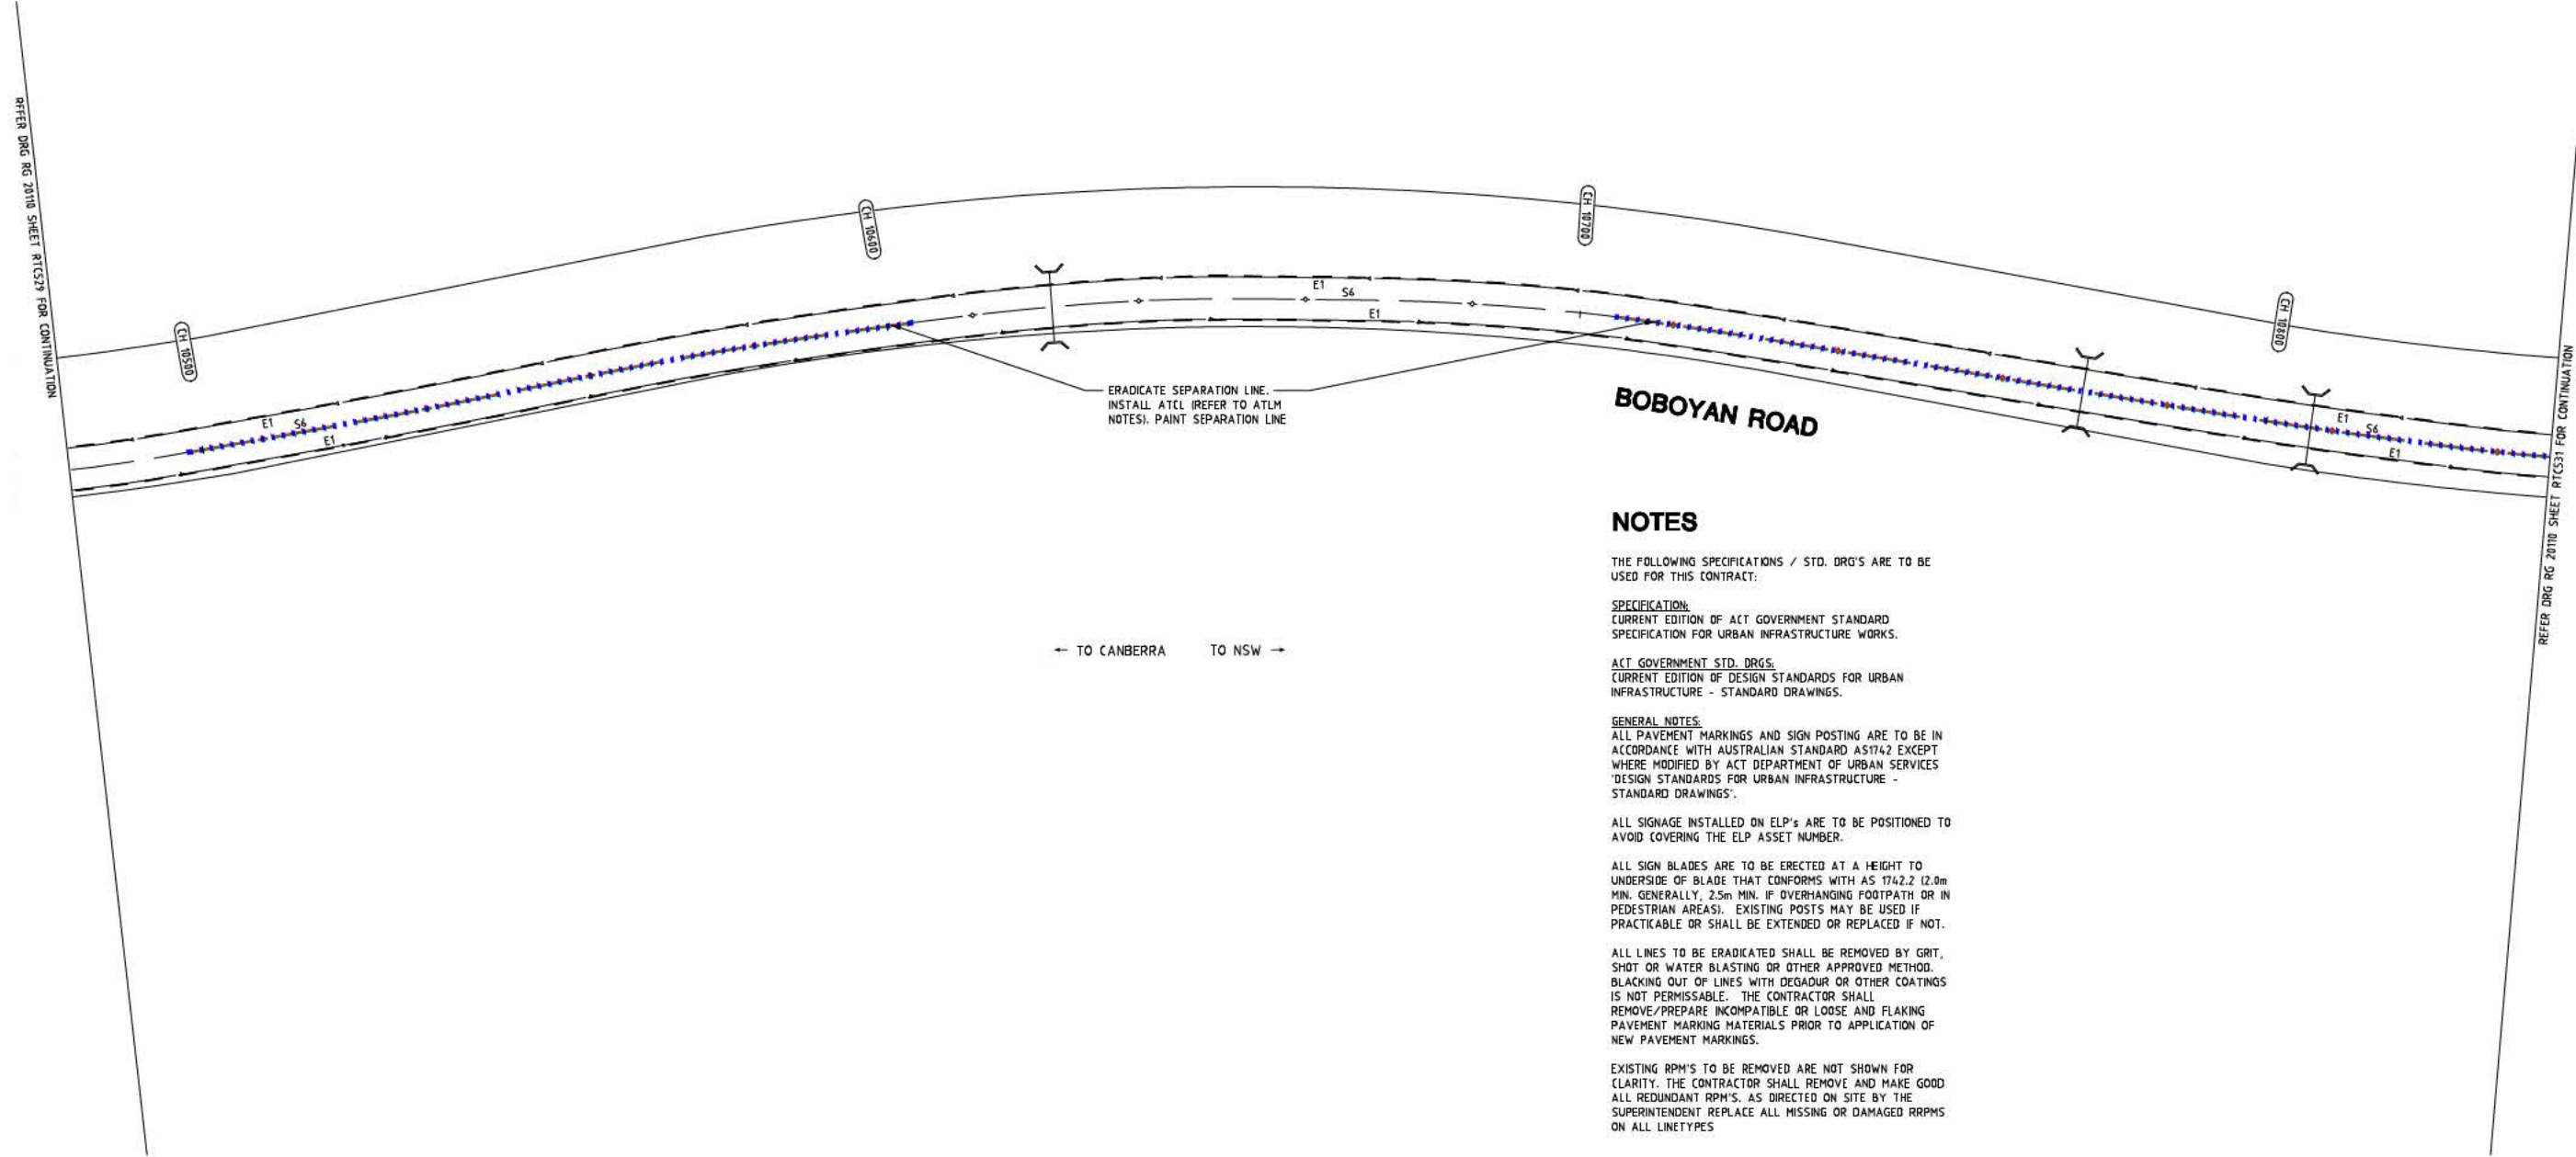 REFER DRG RG 20110 SHEET RTC529 FOR CONTINUATION
CH 10500
CH 10600
CH 10700
CH 10800
E1
S6
E1
E1
S6
E1
E1
S6
E1
ERADICATE SEPARATION LINE.
INSTALL ATCL (REFER TO ATLM
NOTES). PAINT SEPARATION LINE
BOBOYAN ROAD
REFER DRG RG 20110 SHEET RTC531 FOR CONTINUATION
← TO CANBERRA TO NSW →
NOTES
THE FOLLOWING SPECIFICATIONS / STD. DRG'S ARE TO BE
USED FOR THIS CONTRACT:
SPECIFICATION:
CURRENT EDITION OF ACT GOVERNMENT STANDARD
SPECIFICATION FOR URBAN INFRASTRUCTURE WORKS.
ACT GOVERNMENT STD. DRGS:
CURRENT EDITION OF DESIGN STANDARDS FOR URBAN
INFRASTRUCTURE - STANDARD DRAWINGS.
GENERAL NOTES:
ALL PAVEMENT MARKINGS AND SIGN POSTING ARE TO BE IN
ACCORDANCE WITH AUSTRALIAN STANDARD AS1742 EXCEPT
WHERE MODIFIED BY ACT DEPARTMENT OF URBAN SERVICES
'DESIGN STANDARDS FOR URBAN INFRASTRUCTURE -
STANDARD DRAWINGS'.
ALL SIGNAGE INSTALLED ON ELP's ARE TO BE POSITIONED TO
AVOID COVERING THE ELP ASSET NUMBER.
ALL SIGN BLADES ARE TO BE ERECTED AT A HEIGHT TO
UNDERSIDE OF BLADE THAT CONFORMS WITH AS 1742.2 (2.0m
MIN. GENERALLY, 2.5m MIN. IF OVERHANGING FOOTPATH OR IN
PEDESTRIAN AREAS). EXISTING POSTS MAY BE USED IF
PRACTICABLE OR SHALL BE EXTENDED OR REPLACED IF NOT.
ALL LINES TO BE ERADICATED SHALL BE REMOVED BY GRIT,
SHOT OR WATER BLASTING OR OTHER APPROVED METHOD.
BLACKING OUT OF LINES WITH DEGADUR OR OTHER COATINGS
IS NOT PERMISSABLE. THE CONTRACTOR SHALL
REMOVE/PREPARE INCOMPATIBLE OR LOOSE AND FLAKING
PAVEMENT MARKING MATERIALS PRIOR TO APPLICATION OF
NEW PAVEMENT MARKINGS.
EXISTING RPM'S TO BE REMOVED ARE NOT SHOWN FOR
CLARITY. THE CONTRACTOR SHALL REMOVE AND MAKE GOOD
ALL REDUNDANT RPM'S. AS DIRECTED ON SITE BY THE
SUPERINTENDENT REPLACE ALL MISSING OR DAMAGED RRPMS
ON ALL LINETYPES